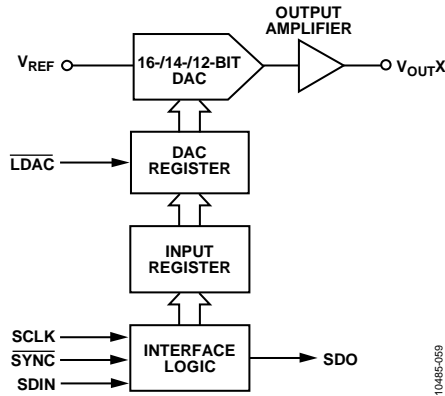 OUTPUT
AMPLIFIER
VREF
16-/14-/12-BIT
DAC
VOUTX
LDAC
DAC
REGISTER
INPUT
REGISTER
SCLK
SYNC
SDIN
INTERFACE
LOGIC
SDO
10485-059